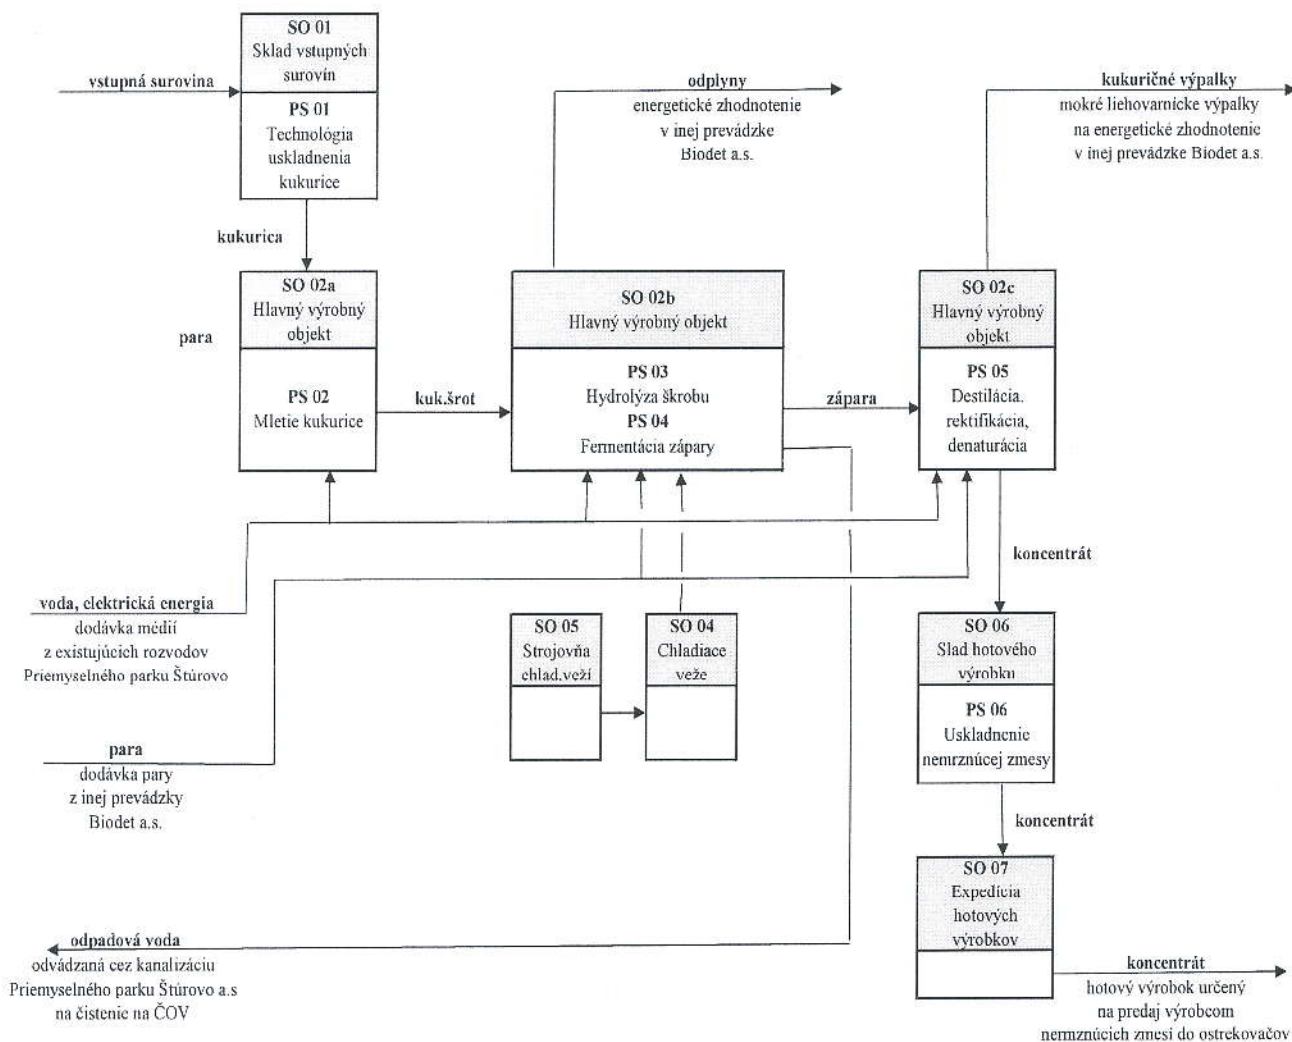 SO 01
Sklad vstupných
surovín
PS 01
Technológia
uskladnenia
kukurice
vstupná surovina
kukurica
odplyny
energetické zhodnotenie
v inej prevádzke
Biodet a.s.
kukuričné výpalky
mokré liehovarnícke výpalky
na energetické zhodnotenie
v inej prevádzke Biodet a.s.
para
SO 02a
Hlavný výrobný
objekt
PS 02
Mletie kukurice
kuk.šrot
SO 02b
Hlavný výrobný objekt
PS 03
Hydrolýza škrobu
PS 04
Fermentácia zápary
zápara
SO 02c
Hlavný výrobný
objekt
PS 05
Destilácia.
rektifikácia,
denaturácia
koncentrát
voda, elektrická energia
dodávka médií
z existujúcich rozvodov
Priemyselného parku Štúrovo
SO 05
Strojovňa
chlad.veží
SO 04
Chladiace
veže
SO 06
Slad hotového
výrobku
PS 06
Uskladnenie
nemrznúcej zmesy
para
dodávka pary
z inej prevádzky
Biodet a.s.
koncentrát
SO 07
Expedícia
hotových
výrobkov
odpadová voda
odvádzaná cez kanalizáciu
Priemyselného parku Štúrovo a.s
na čistenie na ČOV
koncentrát
hotový výrobok určený
na predaj výrobcom
nemrznúcich zmesí do ostrekovačov